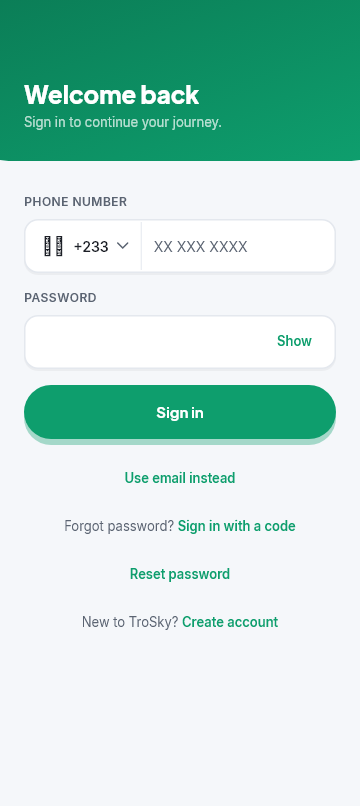 Welcome back
Sign in to continue your journey.
PHONE NUMBER
+233 XX XXX XXXX
PASSWORD
Show
Sign in
Use email instead
Forgot password? Sign in with a code
Reset password
New to TroSky? Create account